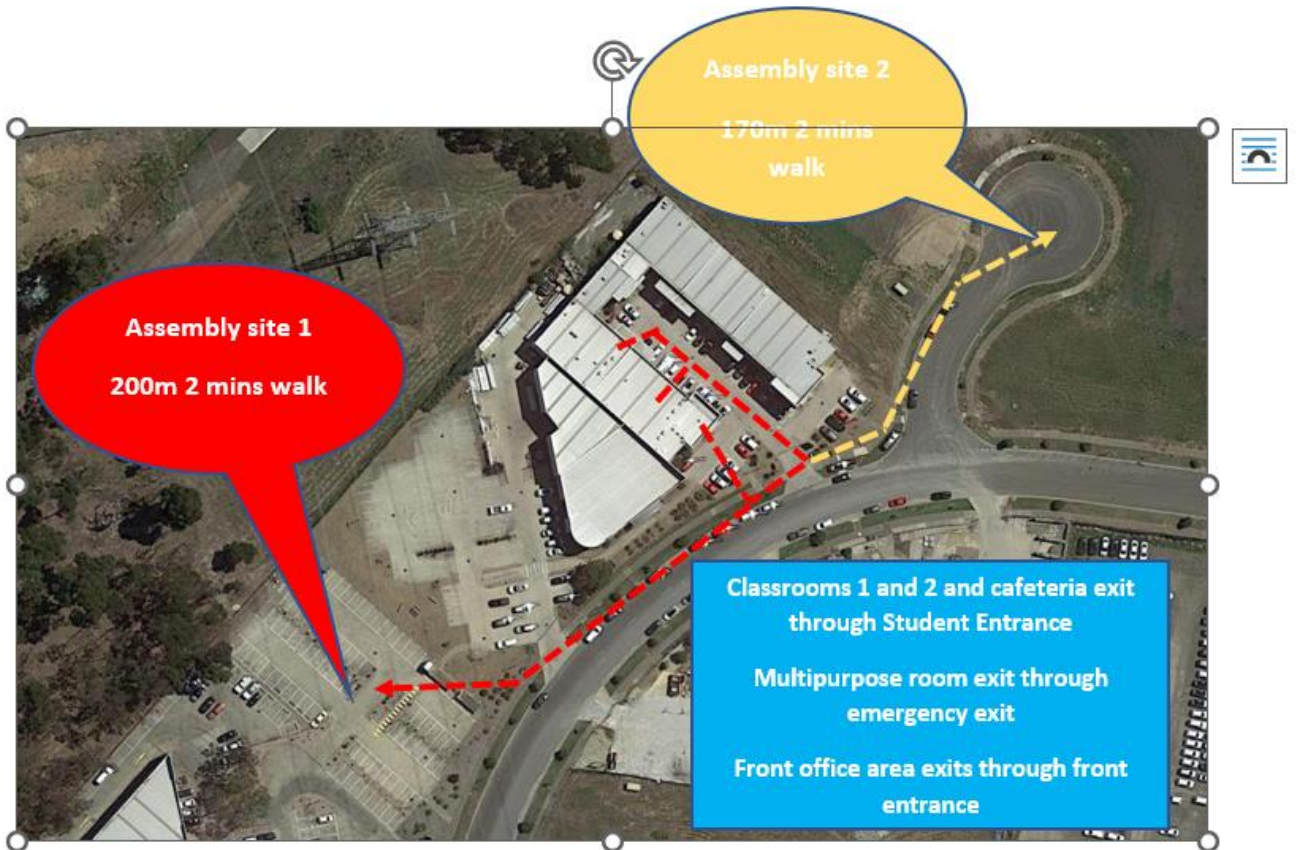 Assembly site 2
170m 2 mins
walk
Assembly site 1
200m 2 mins walk
Classrooms 1 and 2 and cafeteria exit
through Student Entrance
Multipurpose room exit through
emergency exit
Front office area exits through front
entrance